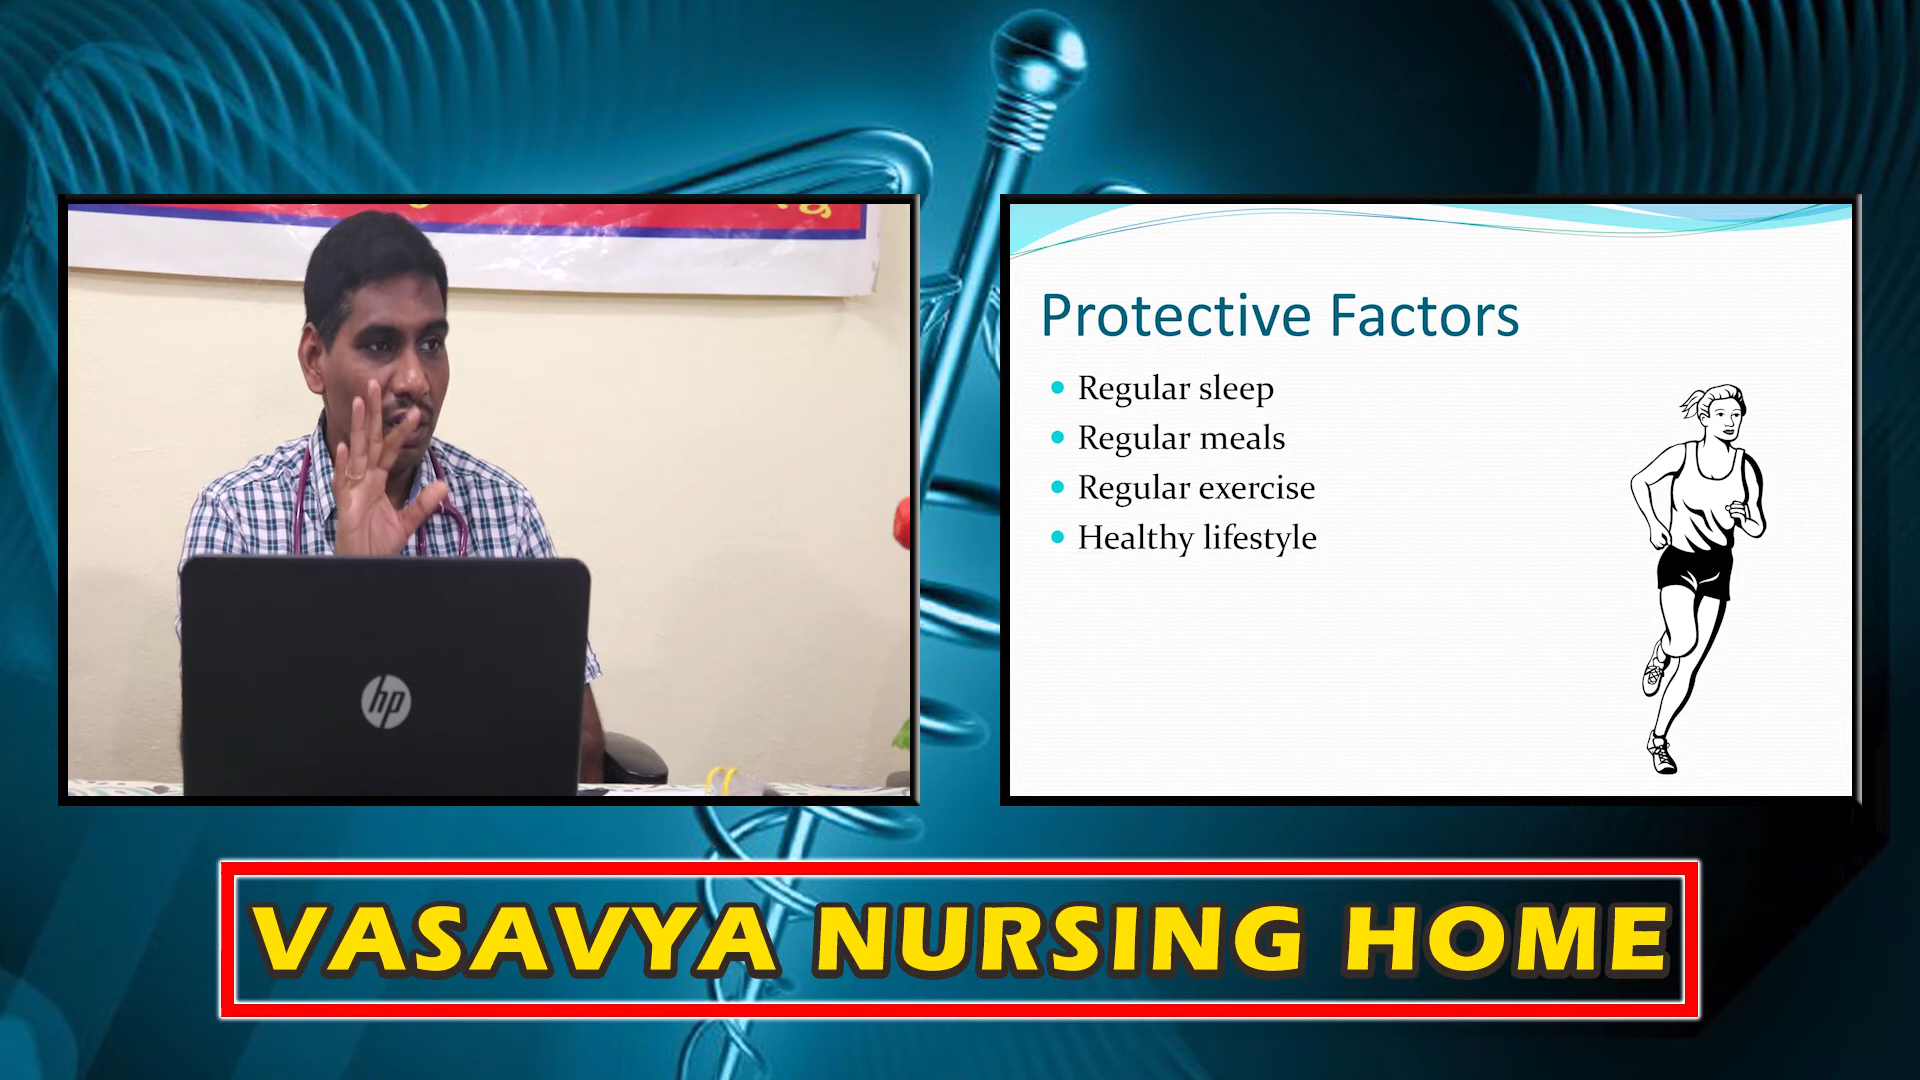 hp
Protective Factors
Regular sleep
Regular meals
Regular exercise
Healthy lifestyle
VASAVYA NURSING HOME